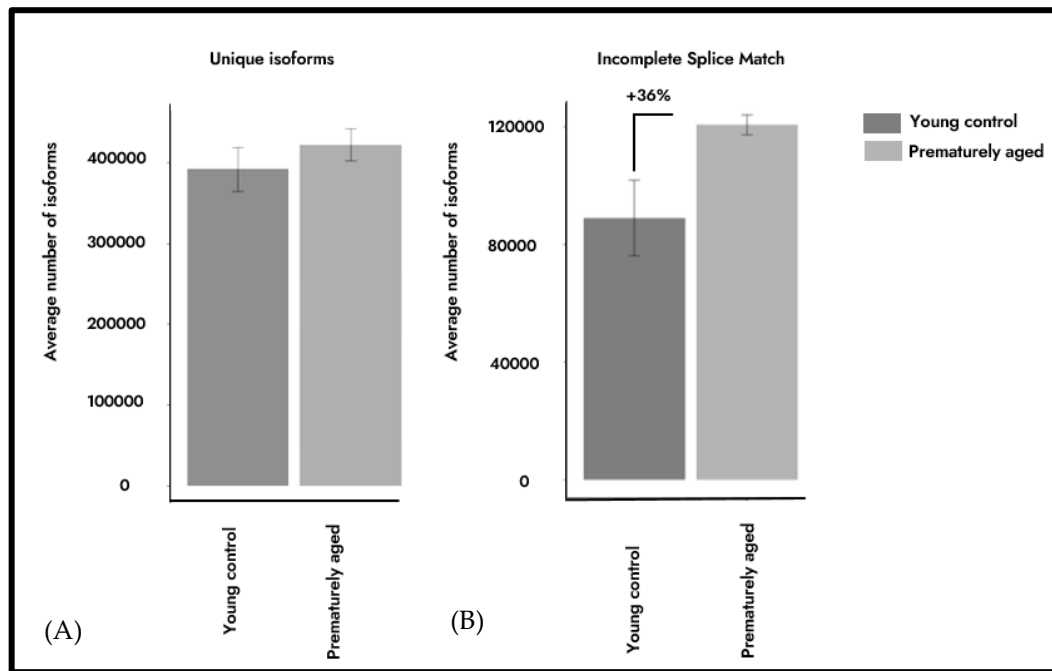 Unique isoforms
Average number of isoforms
400000
300000
200000
100000
0
Young control
Prematurely aged
(A)
Incomplete Splice Match
+36%
Average number of isoforms
120000
80000
40000
0
Young control
Prematurely aged
(B)
Young control
Prematurely aged